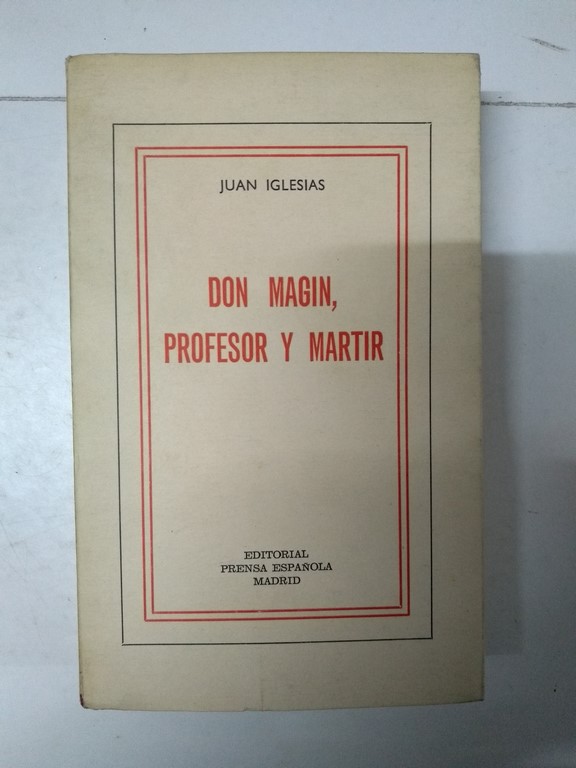 JUAN IGLESIAS
DON MAGIN,
PROFESOR Y MARTIR
EDITORIAL
PRENSA ESPAÑOLA
MADRID